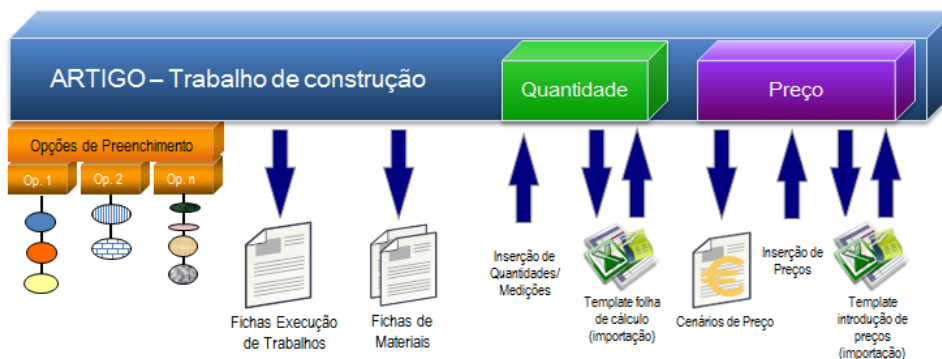 ARTIGO – Trabalho de construção
Quantidade
Preço
Opções de Preenchimento
Op. 1
Op. 2
Op. n
Fichas Execução
de Trabalhos
Fichas de
Materiais
Inserção de
Quantidades/
Medições
Template folha
de cálculo
(importação)
Cenários de Preço
Inserção de
Preços
Template
introdução de
preços
(importação)